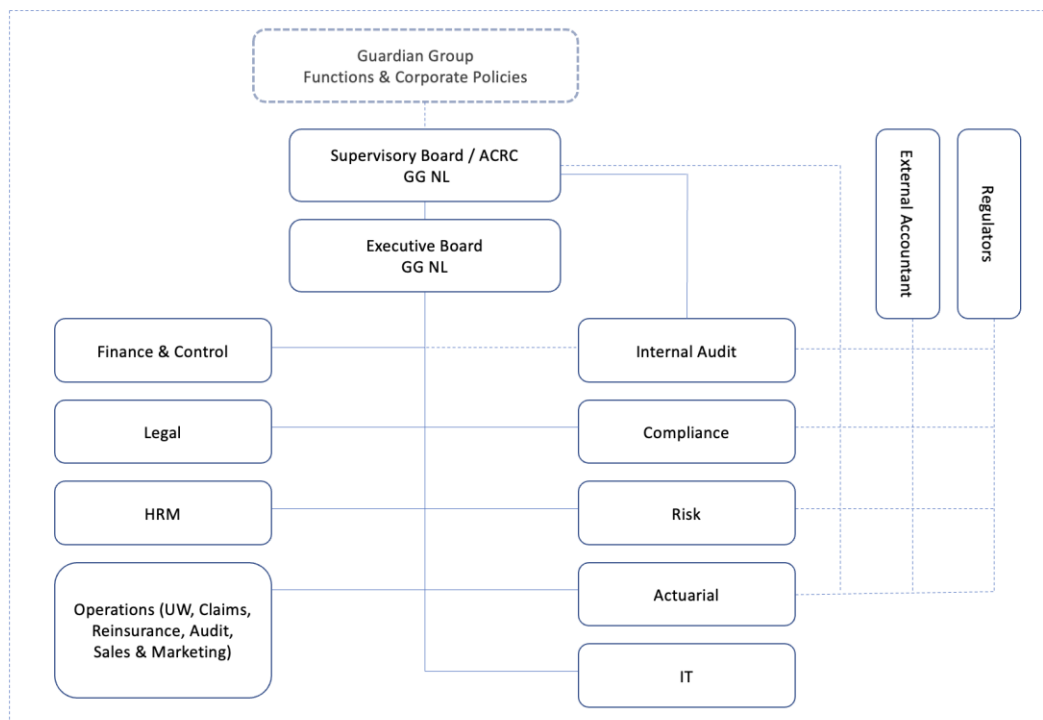 Guardian Group
Functions & Corporate Policies
Supervisory Board / ACRC
GG NL
External Accountant
Regulators
Executive Board
GG NL
Finance & Control
Internal Audit
Legal
Compliance
HRM
Risk
Operations (UW, Claims,
Reinsurance, Audit,
Sales & Marketing)
Actuarial
IT